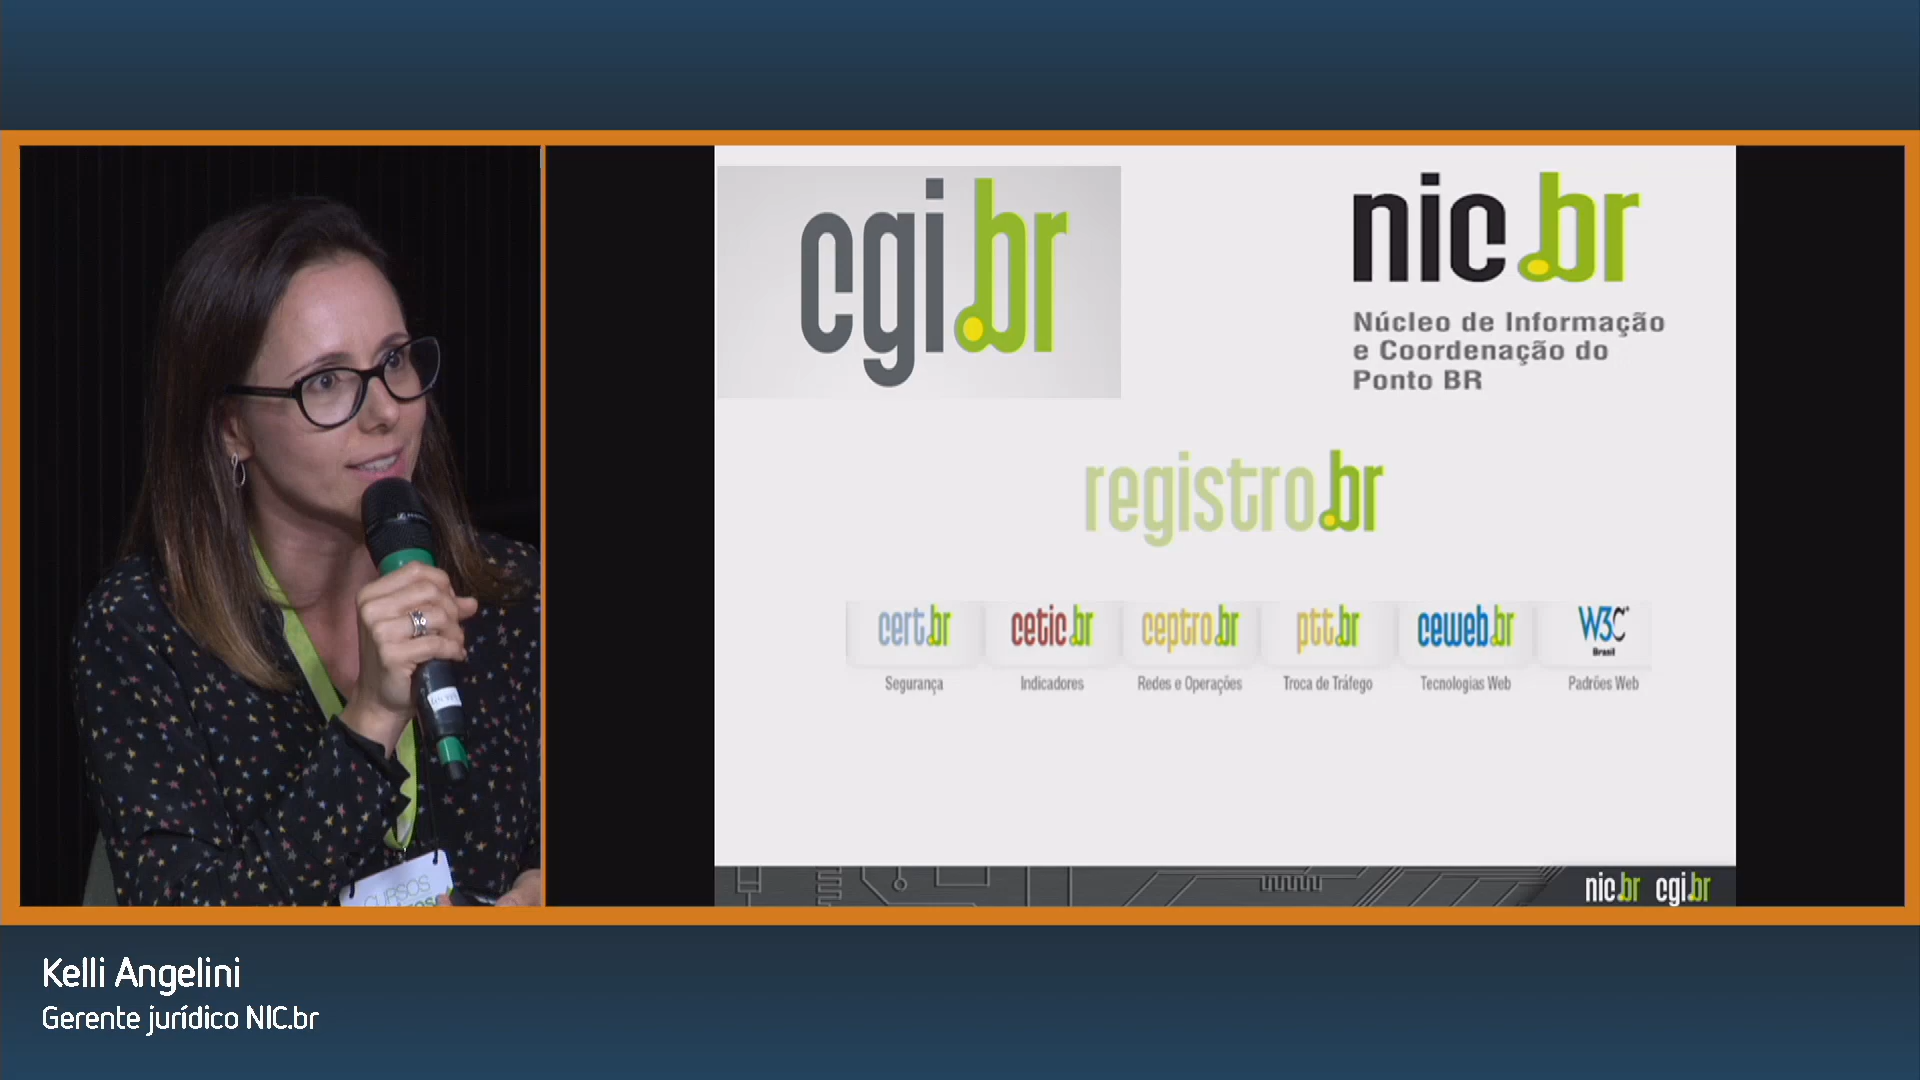 cgi.br
nic.br
Núcleo de Informação
e Coordenação do
Ponto BR
registro.br
cert.br
cetic.br
ceptro.br
ptt.br
ceweb.br
W3C®
Brasil
Segurança
Indicadores
Redes e Operações
Troca de Tráfego
Tecnologias Web
Padrões Web
nic.br cgi.br
CURSOS
Kelli Angelini
Gerente jurídico NIC.br